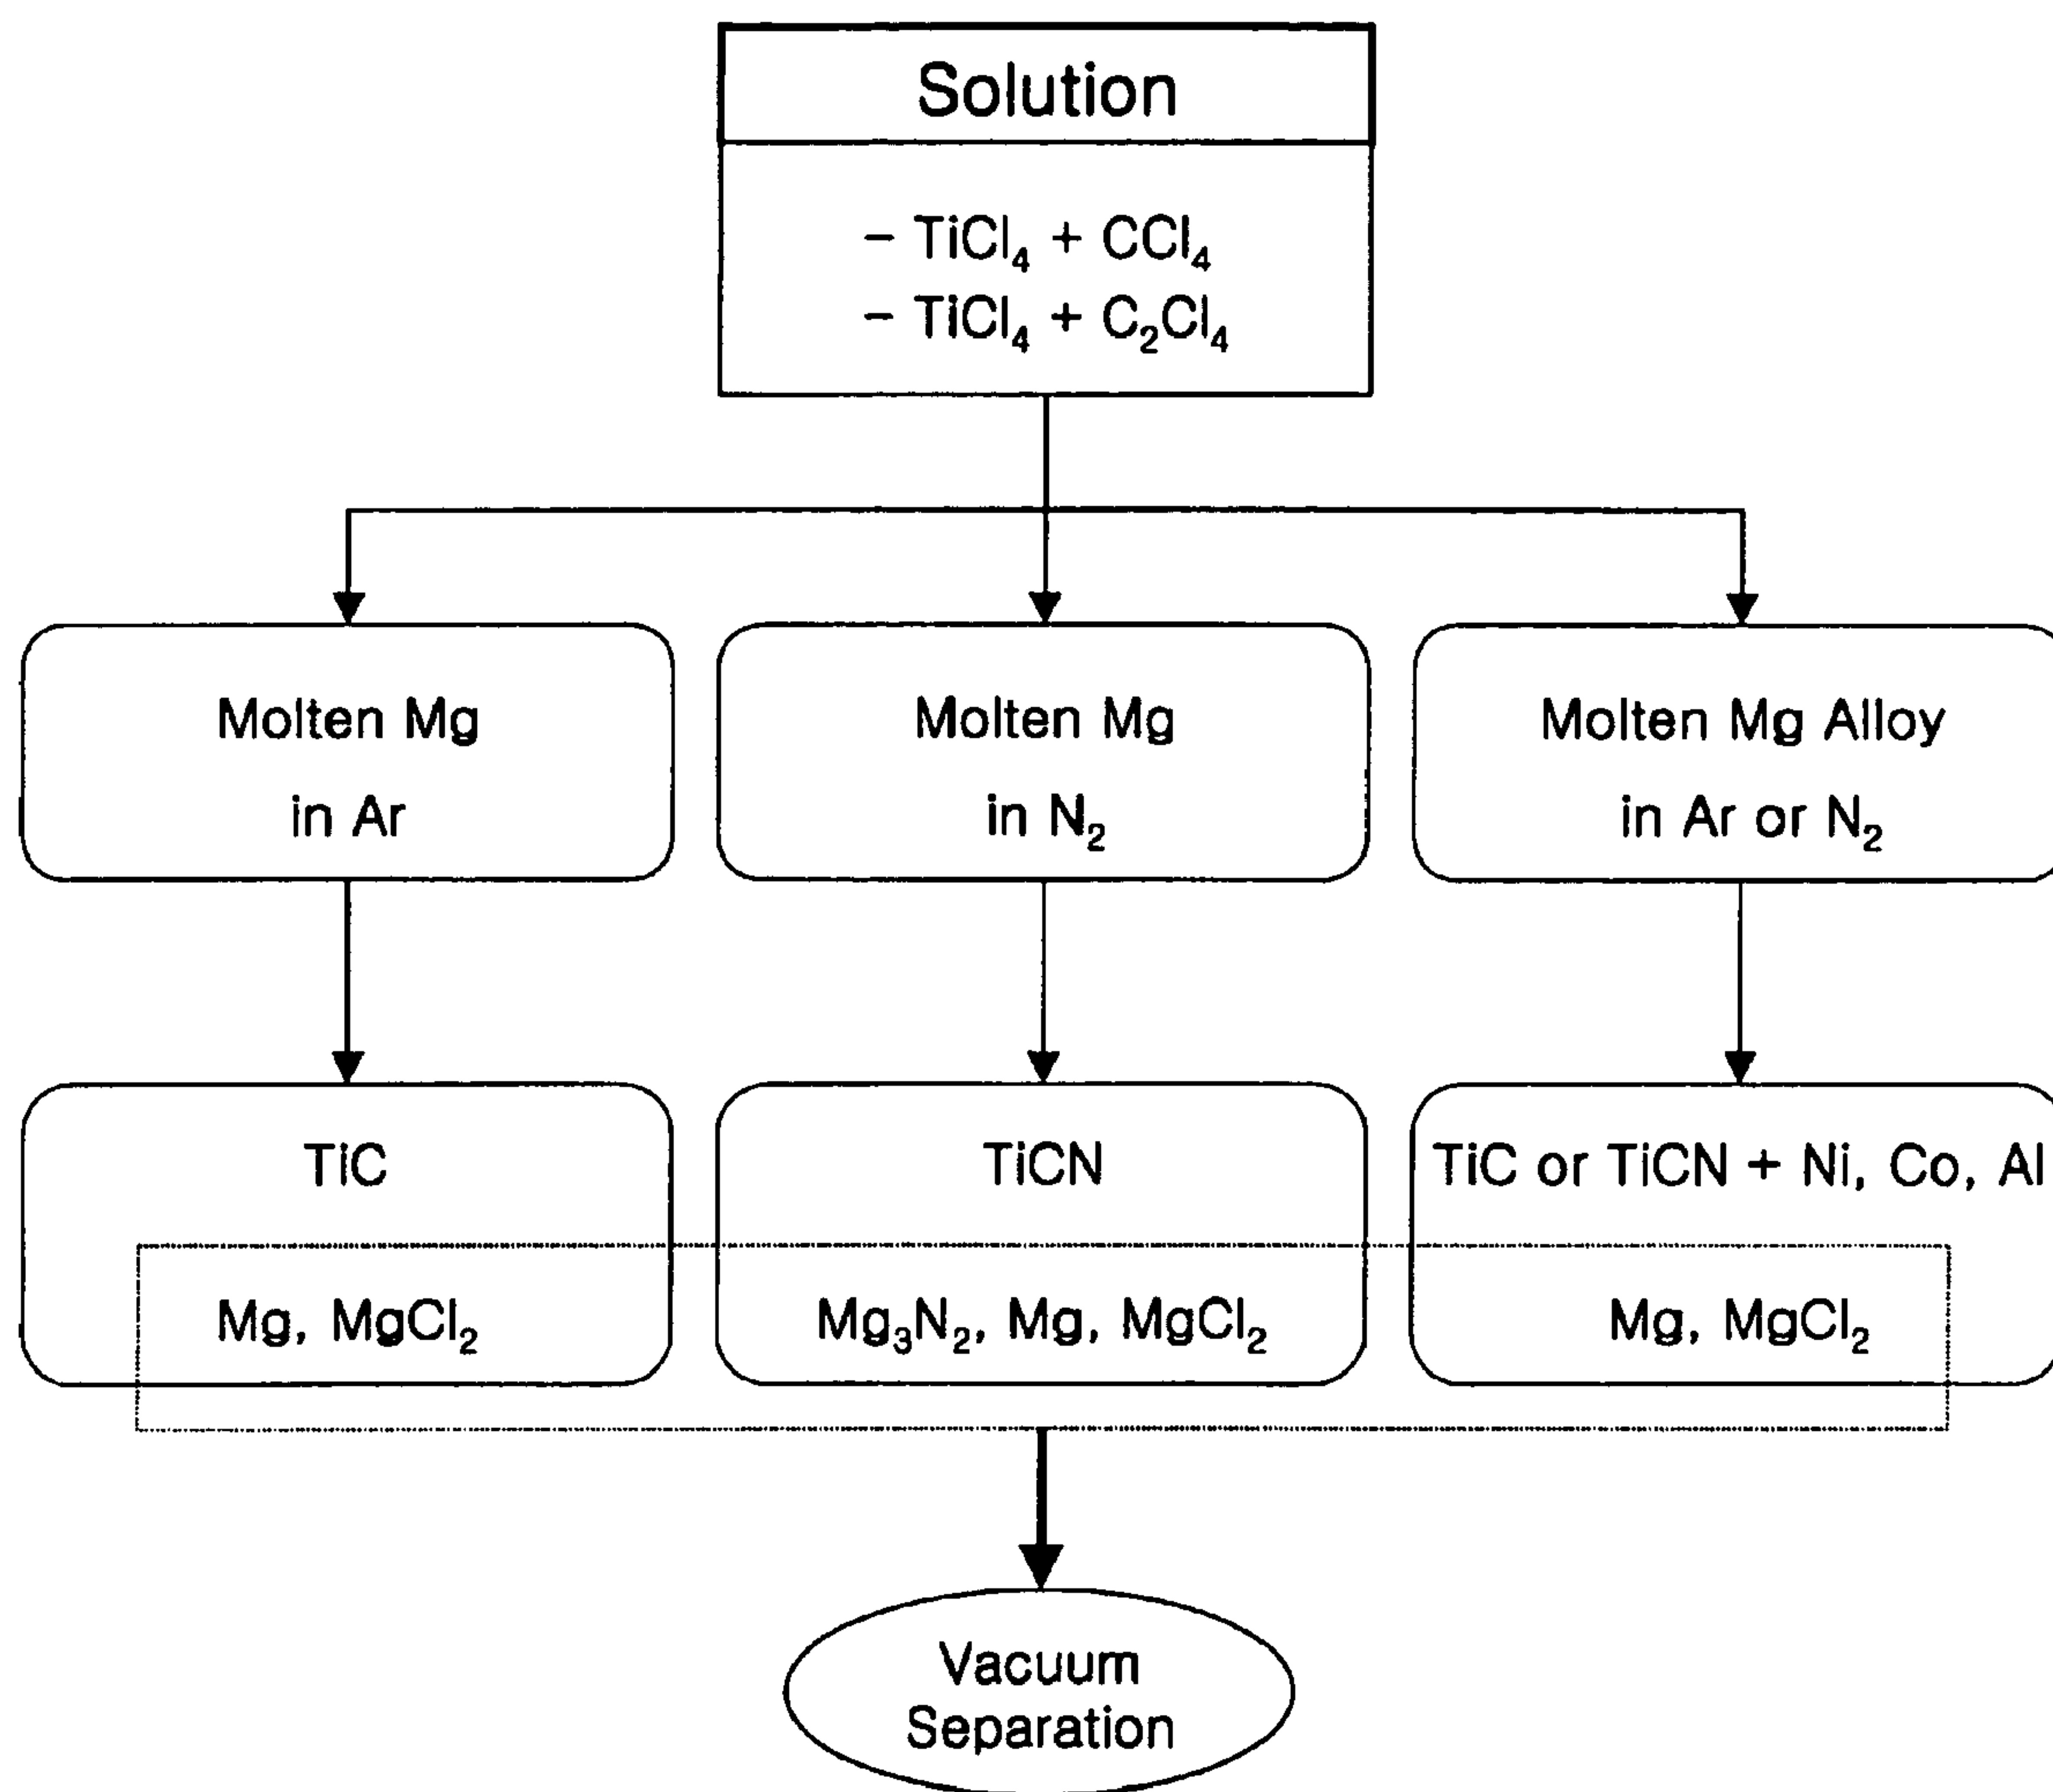 Solution
– TiCl₄ + CCl₄
– TiCl₄ + C₂Cl₄
Molten Mg
in Ar
Molten Mg
in N₂
Molten Mg Alloy
in Ar or N₂
TiC
Mg, MgCl₂
TiCN
Mg₃N₂, Mg, MgCl₂
TiC or TiCN + Ni, Co, Al
Mg, MgCl₂
Vacuum
Separation